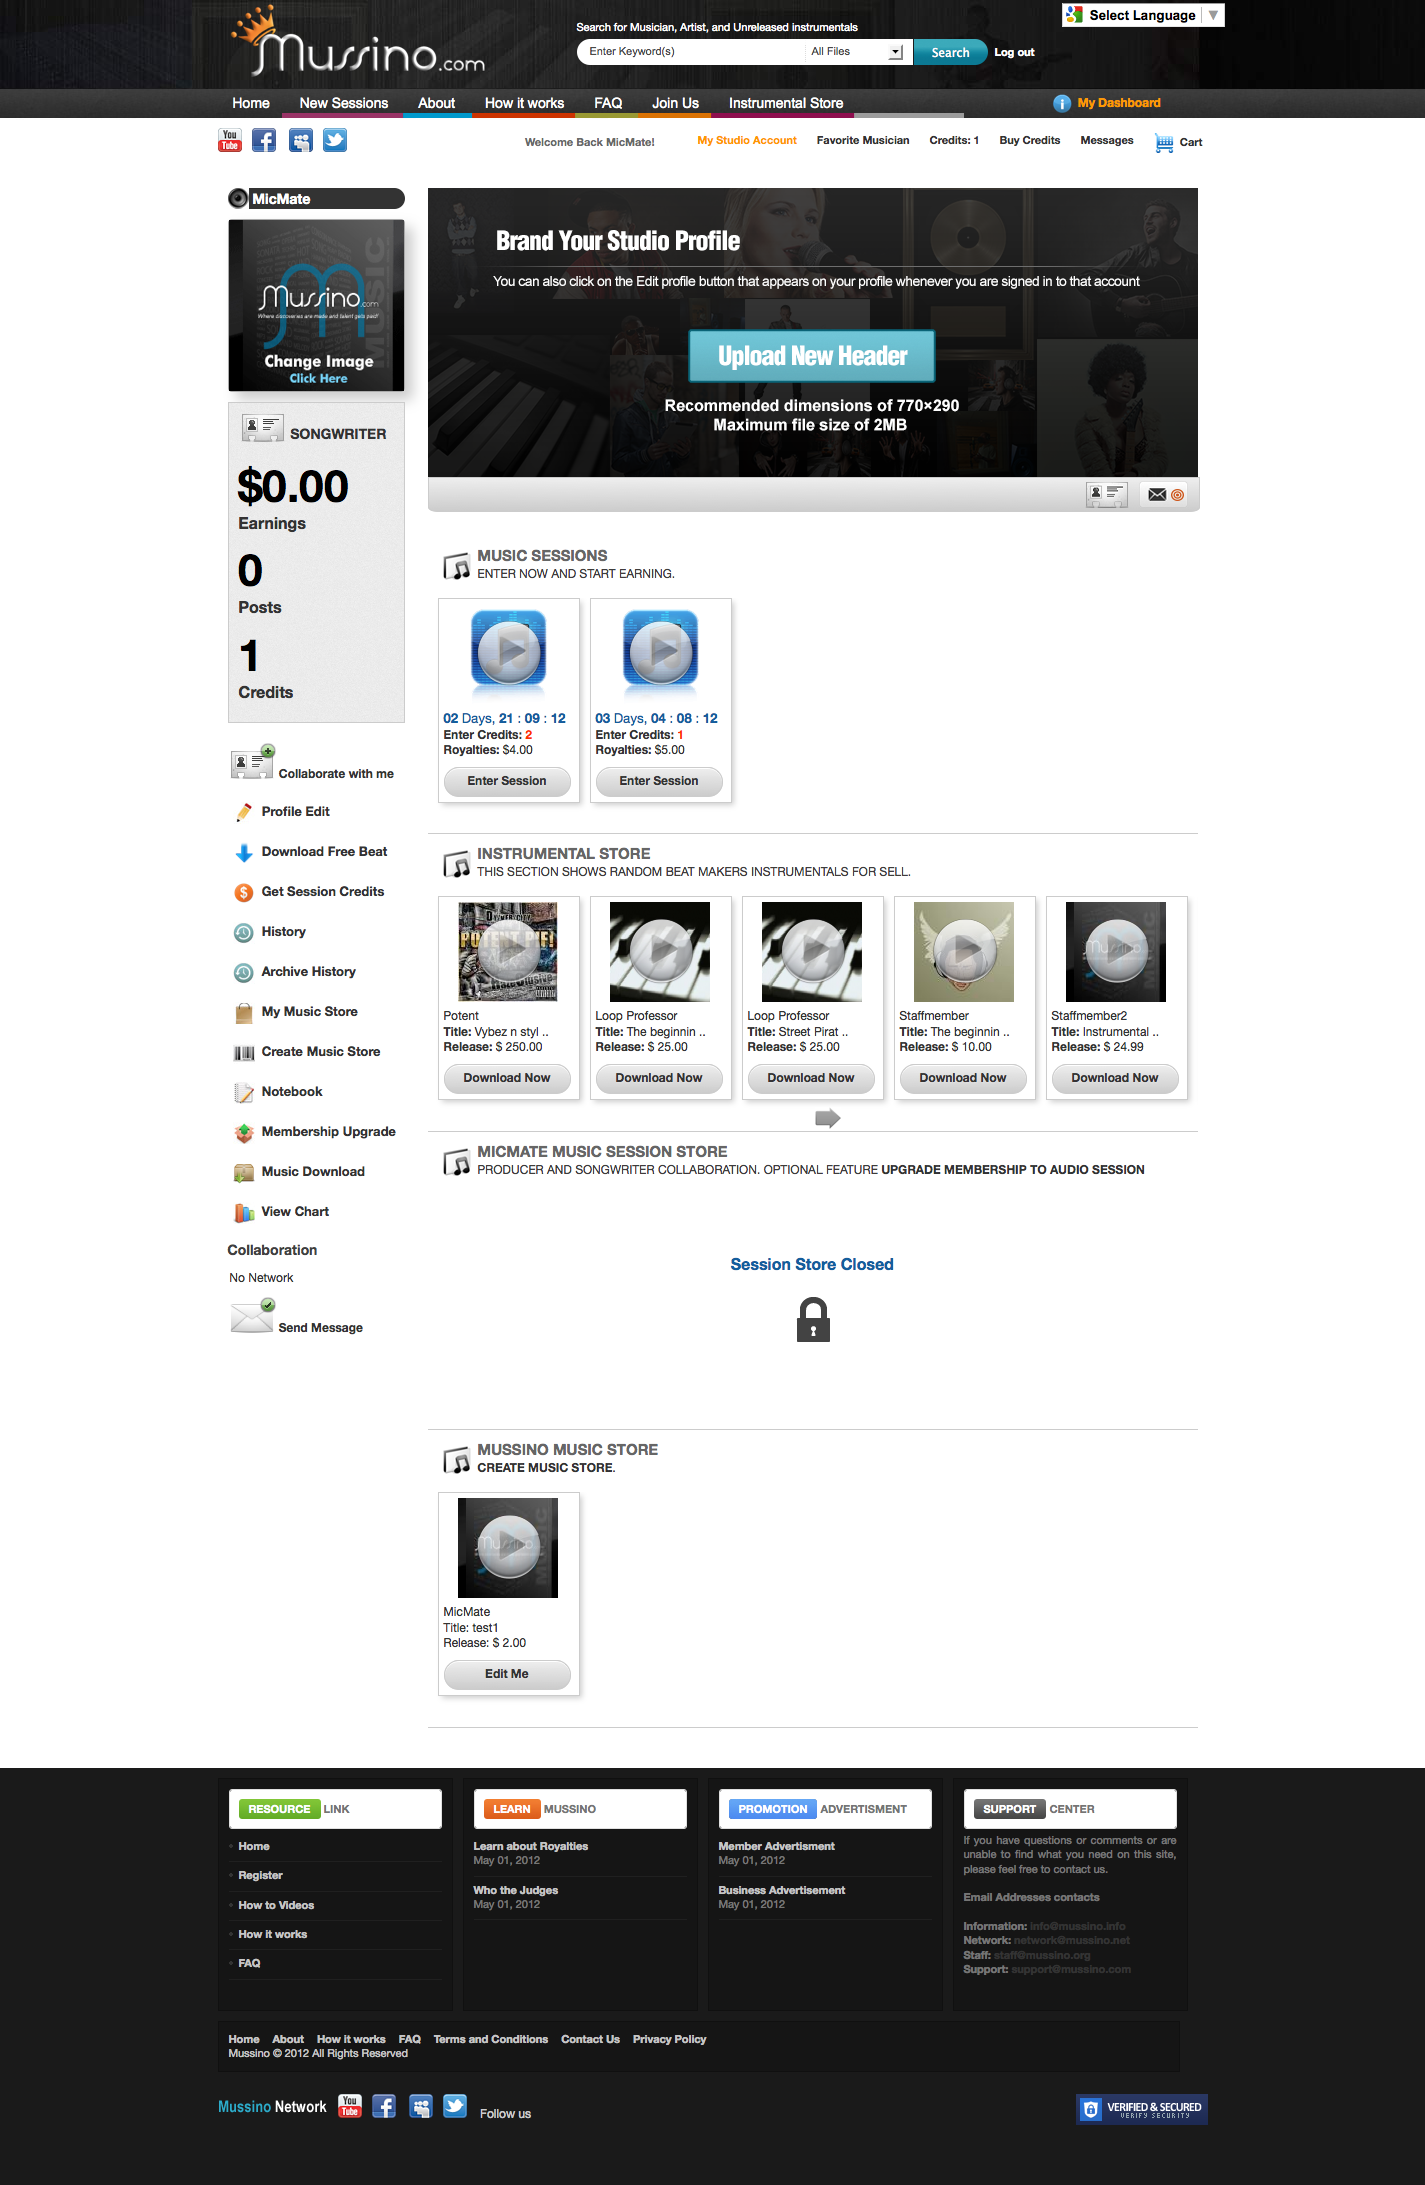 Select Language
Mussino.com
Search for Musician, Artist, and Unreleased instrumentals
Enter Keyword(s) All Files Search Log out
Home New Sessions About How it works FAQ Join Us Instrumental Store My Dashboard
You Tube
Welcome Back MicMate! My Studio Account Favorite Musician Credits: 1 Buy Credits Messages Cart
MicMate
Mussino.com
Where discoveries are made and talent gets paid!
Change Image
Click Here
SONGWRITER
$0.00
Earnings
0
Posts
1
Credits
Collaborate with me
Profile Edit
Download Free Beat
Get Session Credits
History
Archive History
My Music Store
Create Music Store
Notebook
Membership Upgrade
Music Download
View Chart
Collaboration
No Network
Send Message
Brand Your Studio Profile
You can also click on the Edit profile button that appears on your profile whenever you are signed in to that account
Upload New Header
Recommended dimensions of 770×290
Maximum file size of 2MB
MUSIC SESSIONS
ENTER NOW AND START EARNING.
02 Days, 21 : 09 : 12
Enter Credits: 2
Royalties: $4.00
Enter Session
03 Days, 04 : 08 : 12
Enter Credits: 1
Royalties: $5.00
Enter Session
INSTRUMENTAL STORE
THIS SECTION SHOWS RANDOM BEAT MAKERS INSTRUMENTALS FOR SELL.
Potent
Title: Vybez n styl ..
Release: $ 250.00
Download Now
Loop Professor
Title: The beginnin ..
Release: $ 25.00
Download Now
Loop Professor
Title: Street Pirat ..
Release: $ 25.00
Download Now
Staffmember
Title: The beginnin ..
Release: $ 10.00
Download Now
Staffmember2
Title: Instrumental ..
Release: $ 24.99
Download Now
MICMATE MUSIC SESSION STORE
PRODUCER AND SONGWRITER COLLABORATION. OPTIONAL FEATURE UPGRADE MEMBERSHIP TO AUDIO SESSION
Session Store Closed
MUSSINO MUSIC STORE
CREATE MUSIC STORE.
MicMate
Title: test1
Release: $ 2.00
Edit Me
RESOURCE LINK
Home
Register
How to Videos
How it works
FAQ
LEARN MUSSINO
Learn about Royalties
May 01, 2012
Who the Judges
May 01, 2012
PROMOTION ADVERTISMENT
Member Advertisment
May 01, 2012
Business Advertisement
May 01, 2012
SUPPORT CENTER
If you have questions or comments or are
unable to find what you need on this site,
please feel free to contact us.
Email Addresses contacts
Information: info@mussino.info
Network: network@mussino.net
Staff: staff@mussino.org
Support: support@mussino.com
Home About How it works FAQ Terms and Conditions Contact Us Privacy Policy
Mussino © 2012 All Rights Reserved
Mussino Network You Tube Follow us
VERIFIED & SECURED
VERIFY SECURITY